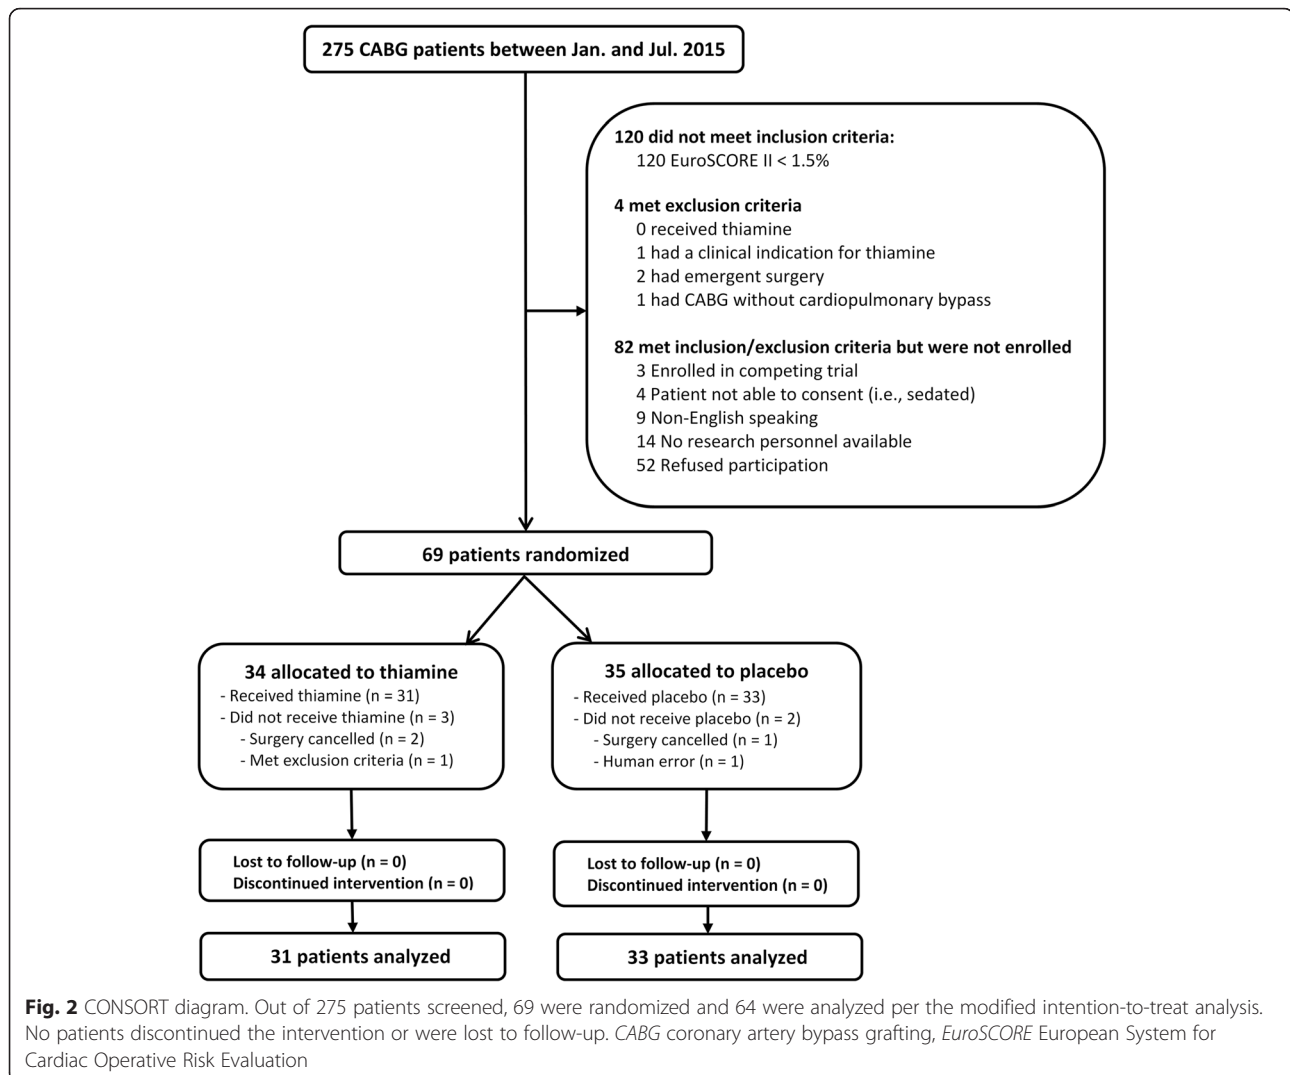 275 CABG patients between Jan. and Jul. 2015
120 did not meet inclusion criteria:
120 EuroSCORE II < 1.5%
4 met exclusion criteria
0 received thiamine
1 had a clinical indication for thiamine
2 had emergent surgery
1 had CABG without cardiopulmonary bypass
82 met inclusion/exclusion criteria but were not enrolled
3 Enrolled in competing trial
4 Patient not able to consent (i.e., sedated)
9 Non-English speaking
14 No research personnel available
52 Refused participation
69 patients randomized
34 allocated to thiamine
- Received thiamine (n = 31)
- Did not receive thiamine (n = 3)
- Surgery cancelled (n = 2)
- Met exclusion criteria (n = 1)
35 allocated to placebo
- Received placebo (n = 33)
- Did not receive placebo (n = 2)
- Surgery cancelled (n = 1)
- Human error (n = 1)
Lost to follow-up (n = 0)
Discontinued intervention (n = 0)
Lost to follow-up (n = 0)
Discontinued intervention (n = 0)
31 patients analyzed
33 patients analyzed
Fig. 2 CONSORT diagram. Out of 275 patients screened, 69 were randomized and 64 were analyzed per the modified intention-to-treat analysis.
No patients discontinued the intervention or were lost to follow-up. CABG coronary artery bypass grafting, EuroSCORE European System for
Cardiac Operative Risk Evaluation